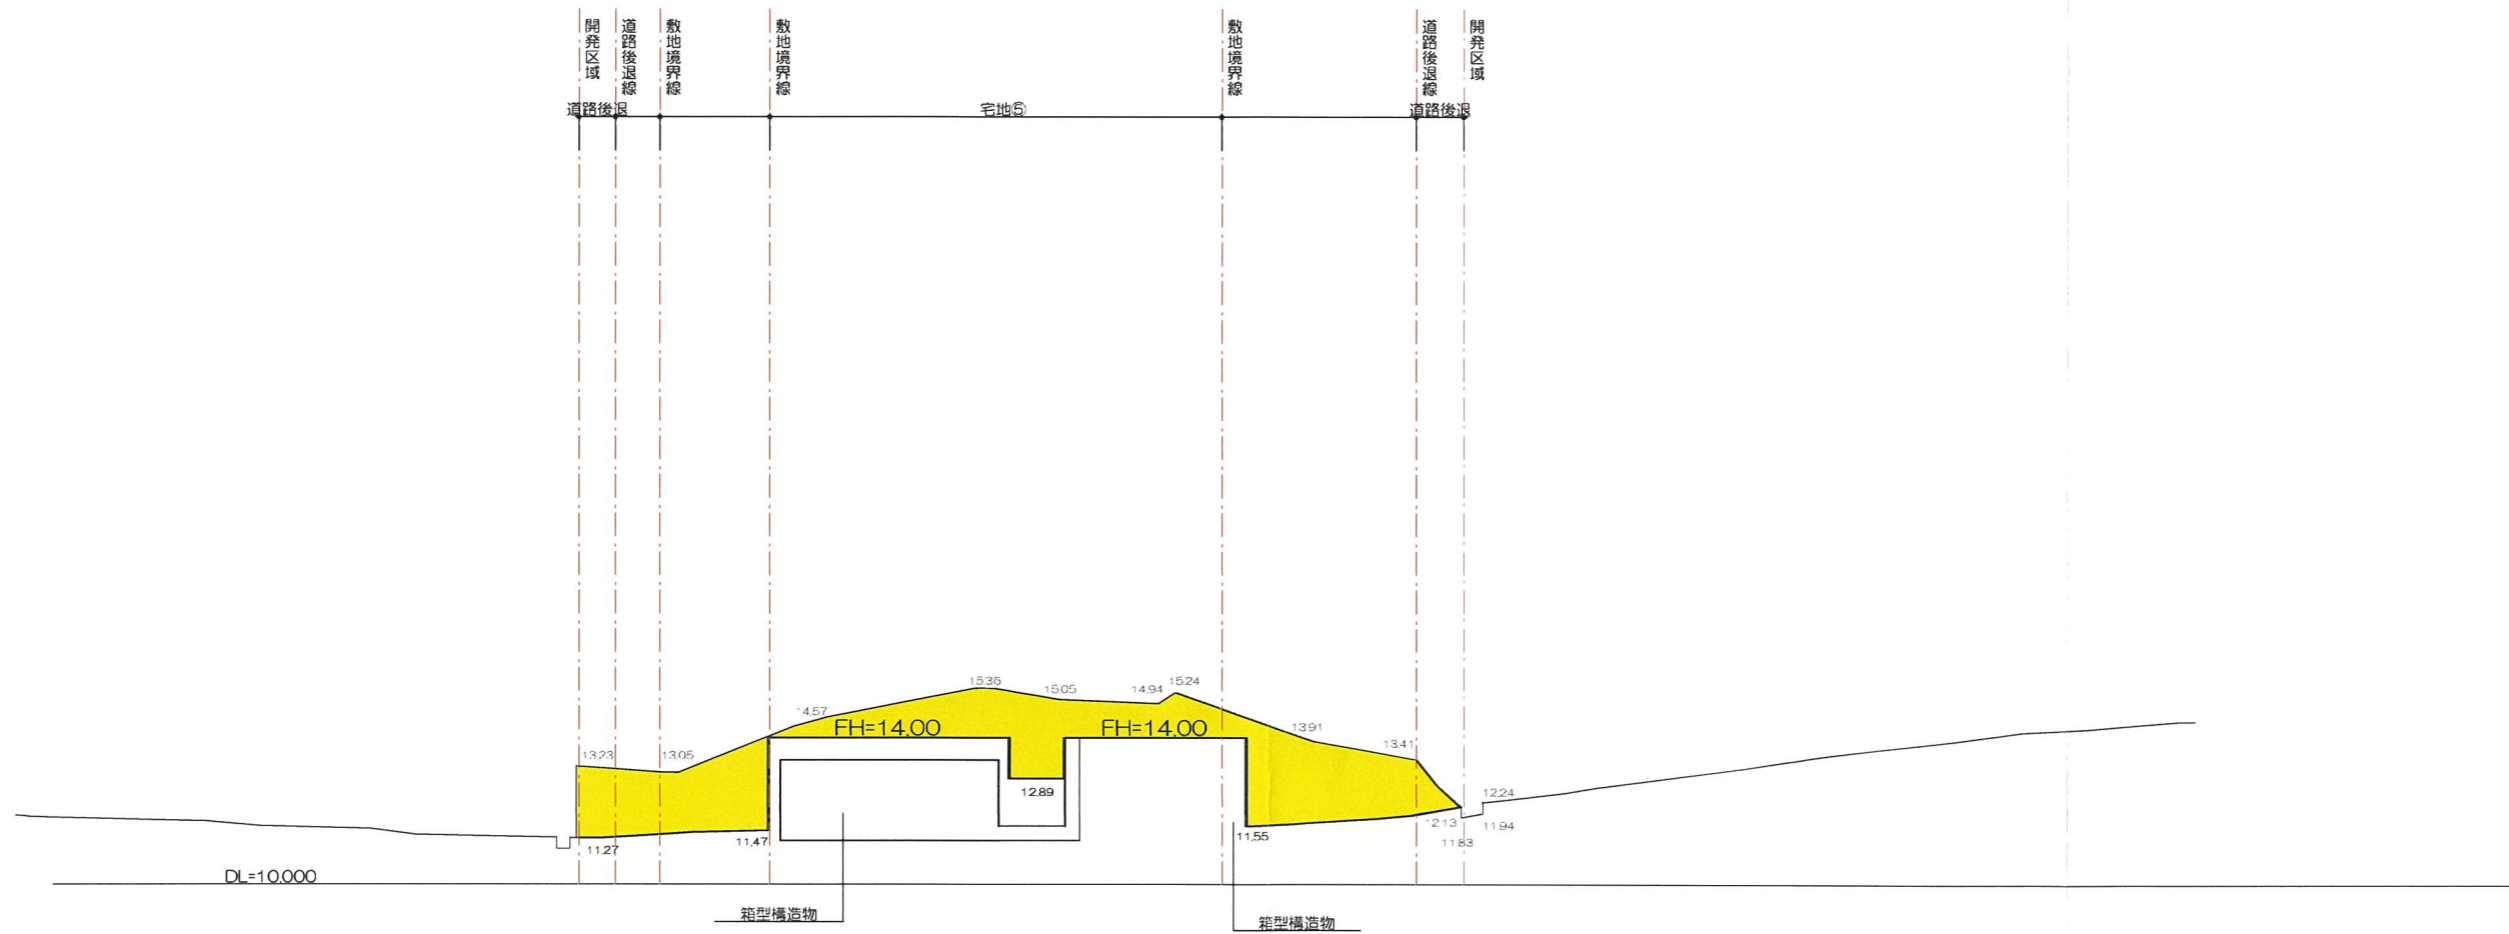 開発区域
道路後退線
敷地境界線
敷地境界線
敷地境界線
道路後退線
開発区域
道路後退
宅地⑤
道路後退
15.36
15.05
14.94
15.24
14.57
FH=14.00
FH=14.00
13.91
13.23
13.05
13.41
12.89
12.24
11.27
11.47
11.55
12.13
11.94
11.83
DL=10.000
箱型構造物
箱型構造物